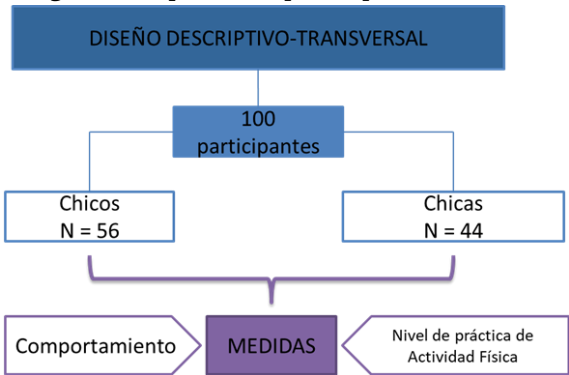 DISEÑO DESCRIPTIVO-TRANSVERSAL
100
participantes
Chicos
N = 56
Chicas
N = 44
Comportamiento
MEDIDAS
Nivel de práctica de
Actividad Física